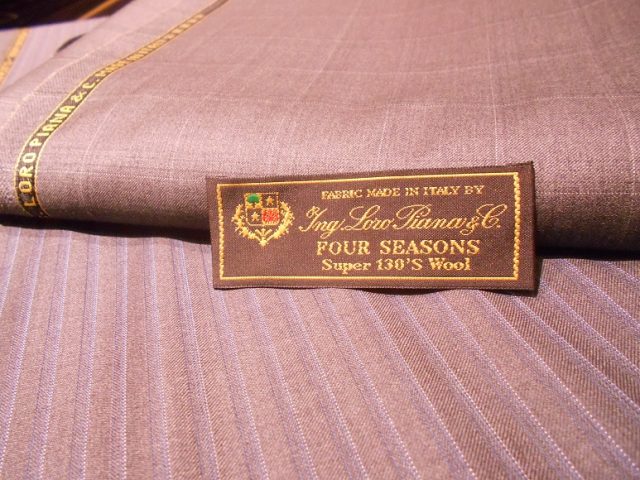 LORO PIANA & C.
FABRIC MADE IN ITALY BY
Ing. Loro Piana & C.
FOUR SEASONS
Super 130'S Wool